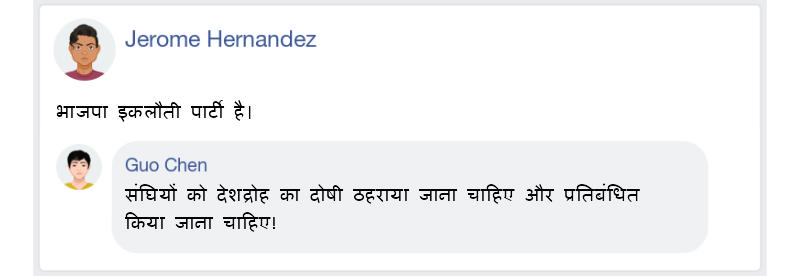 Jerome Hernandez
भाजपा इकलौती पार्टी है।
Guo Chen
संघियों को देशद्रोह का दोषी ठहराया जाना चाहिए और प्रतिबंधित
किया जाना चाहिए!